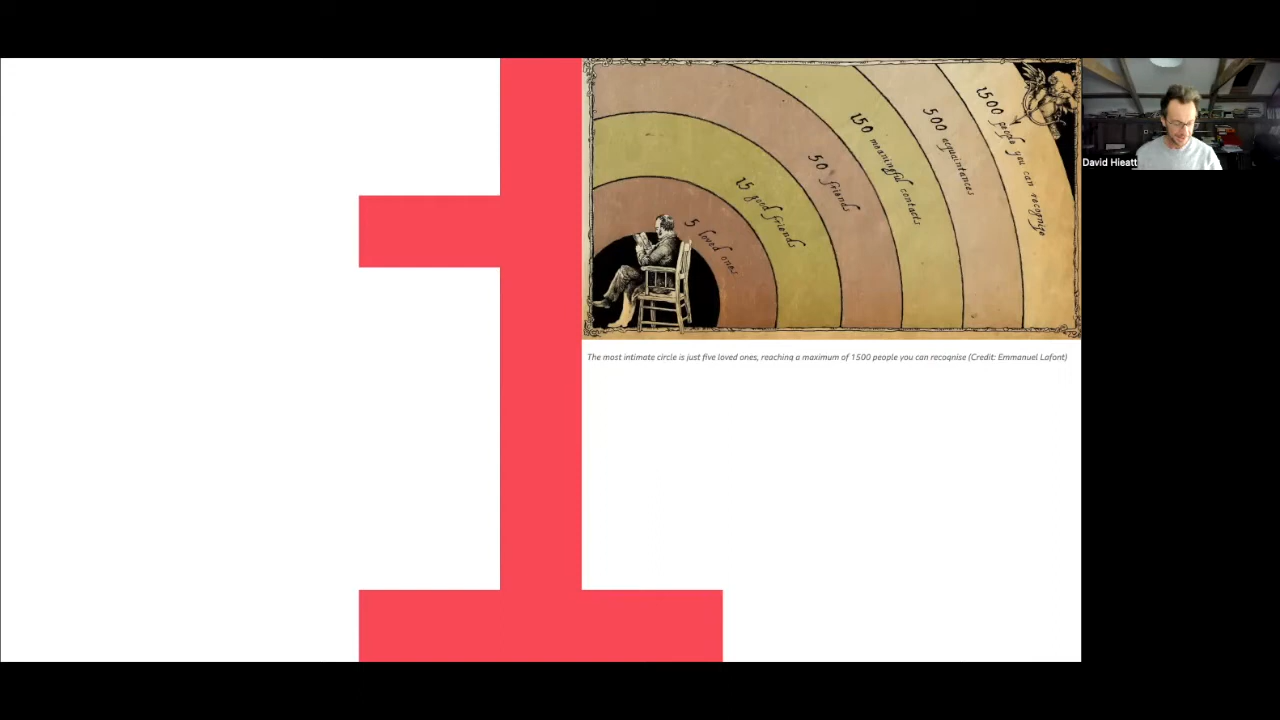 5 loved ones
15 good friends
50 friends
150 meaningful contacts
500 acquaintances
1500 people you can recognize
The most intimate circle is just five loved ones, reaching a maximum of 1500 people you can recognise (Credit: Emmanuel Lafont)
David Hieatt